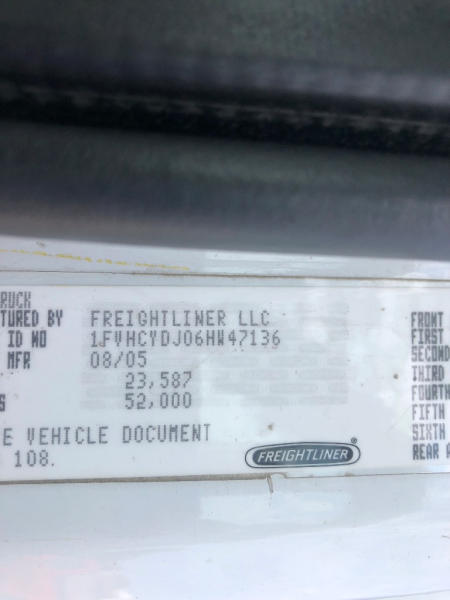 RUCK
TURED BY FREIGHTLINER LLC FRONT
ID NO 1FVHCYDJ06HW47136 FIRST
MFR 08/05 SECOND
23,587 THIRD
S 52,000 FOURTH
FIFTH
E VEHICLE DOCUMENT SIXTH
108. FREIGHTLINER® REAR A